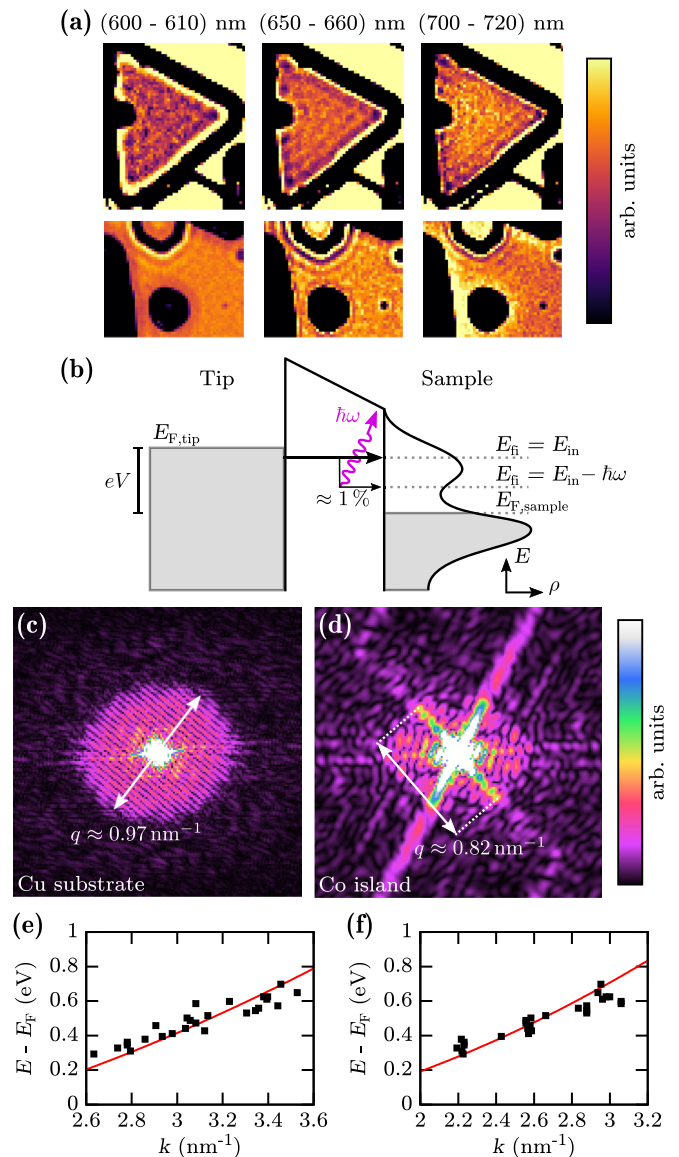 (a) (600 - 610) nm (650 - 660) nm (700 - 720) nm
arb. units
(b)
Tip Sample
ħω
E_F,tip
E_fi = E_in
eV
E_fi = E_in − ħω
≈ 1 %
E_F,sample
E
ρ
(c) (d)
arb. units
q ≈ 0.97 nm⁻¹
q ≈ 0.82 nm⁻¹
Cu substrate Co island
(e) (f)
E - E_F (eV)
1
0.8
0.6
0.4
0.2
0
2.6 2.8 3 3.2 3.4 3.6
k (nm⁻¹)
E - E_F (eV)
1
0.8
0.6
0.4
0.2
0
2 2.2 2.4 2.6 2.8 3 3.2
k (nm⁻¹)